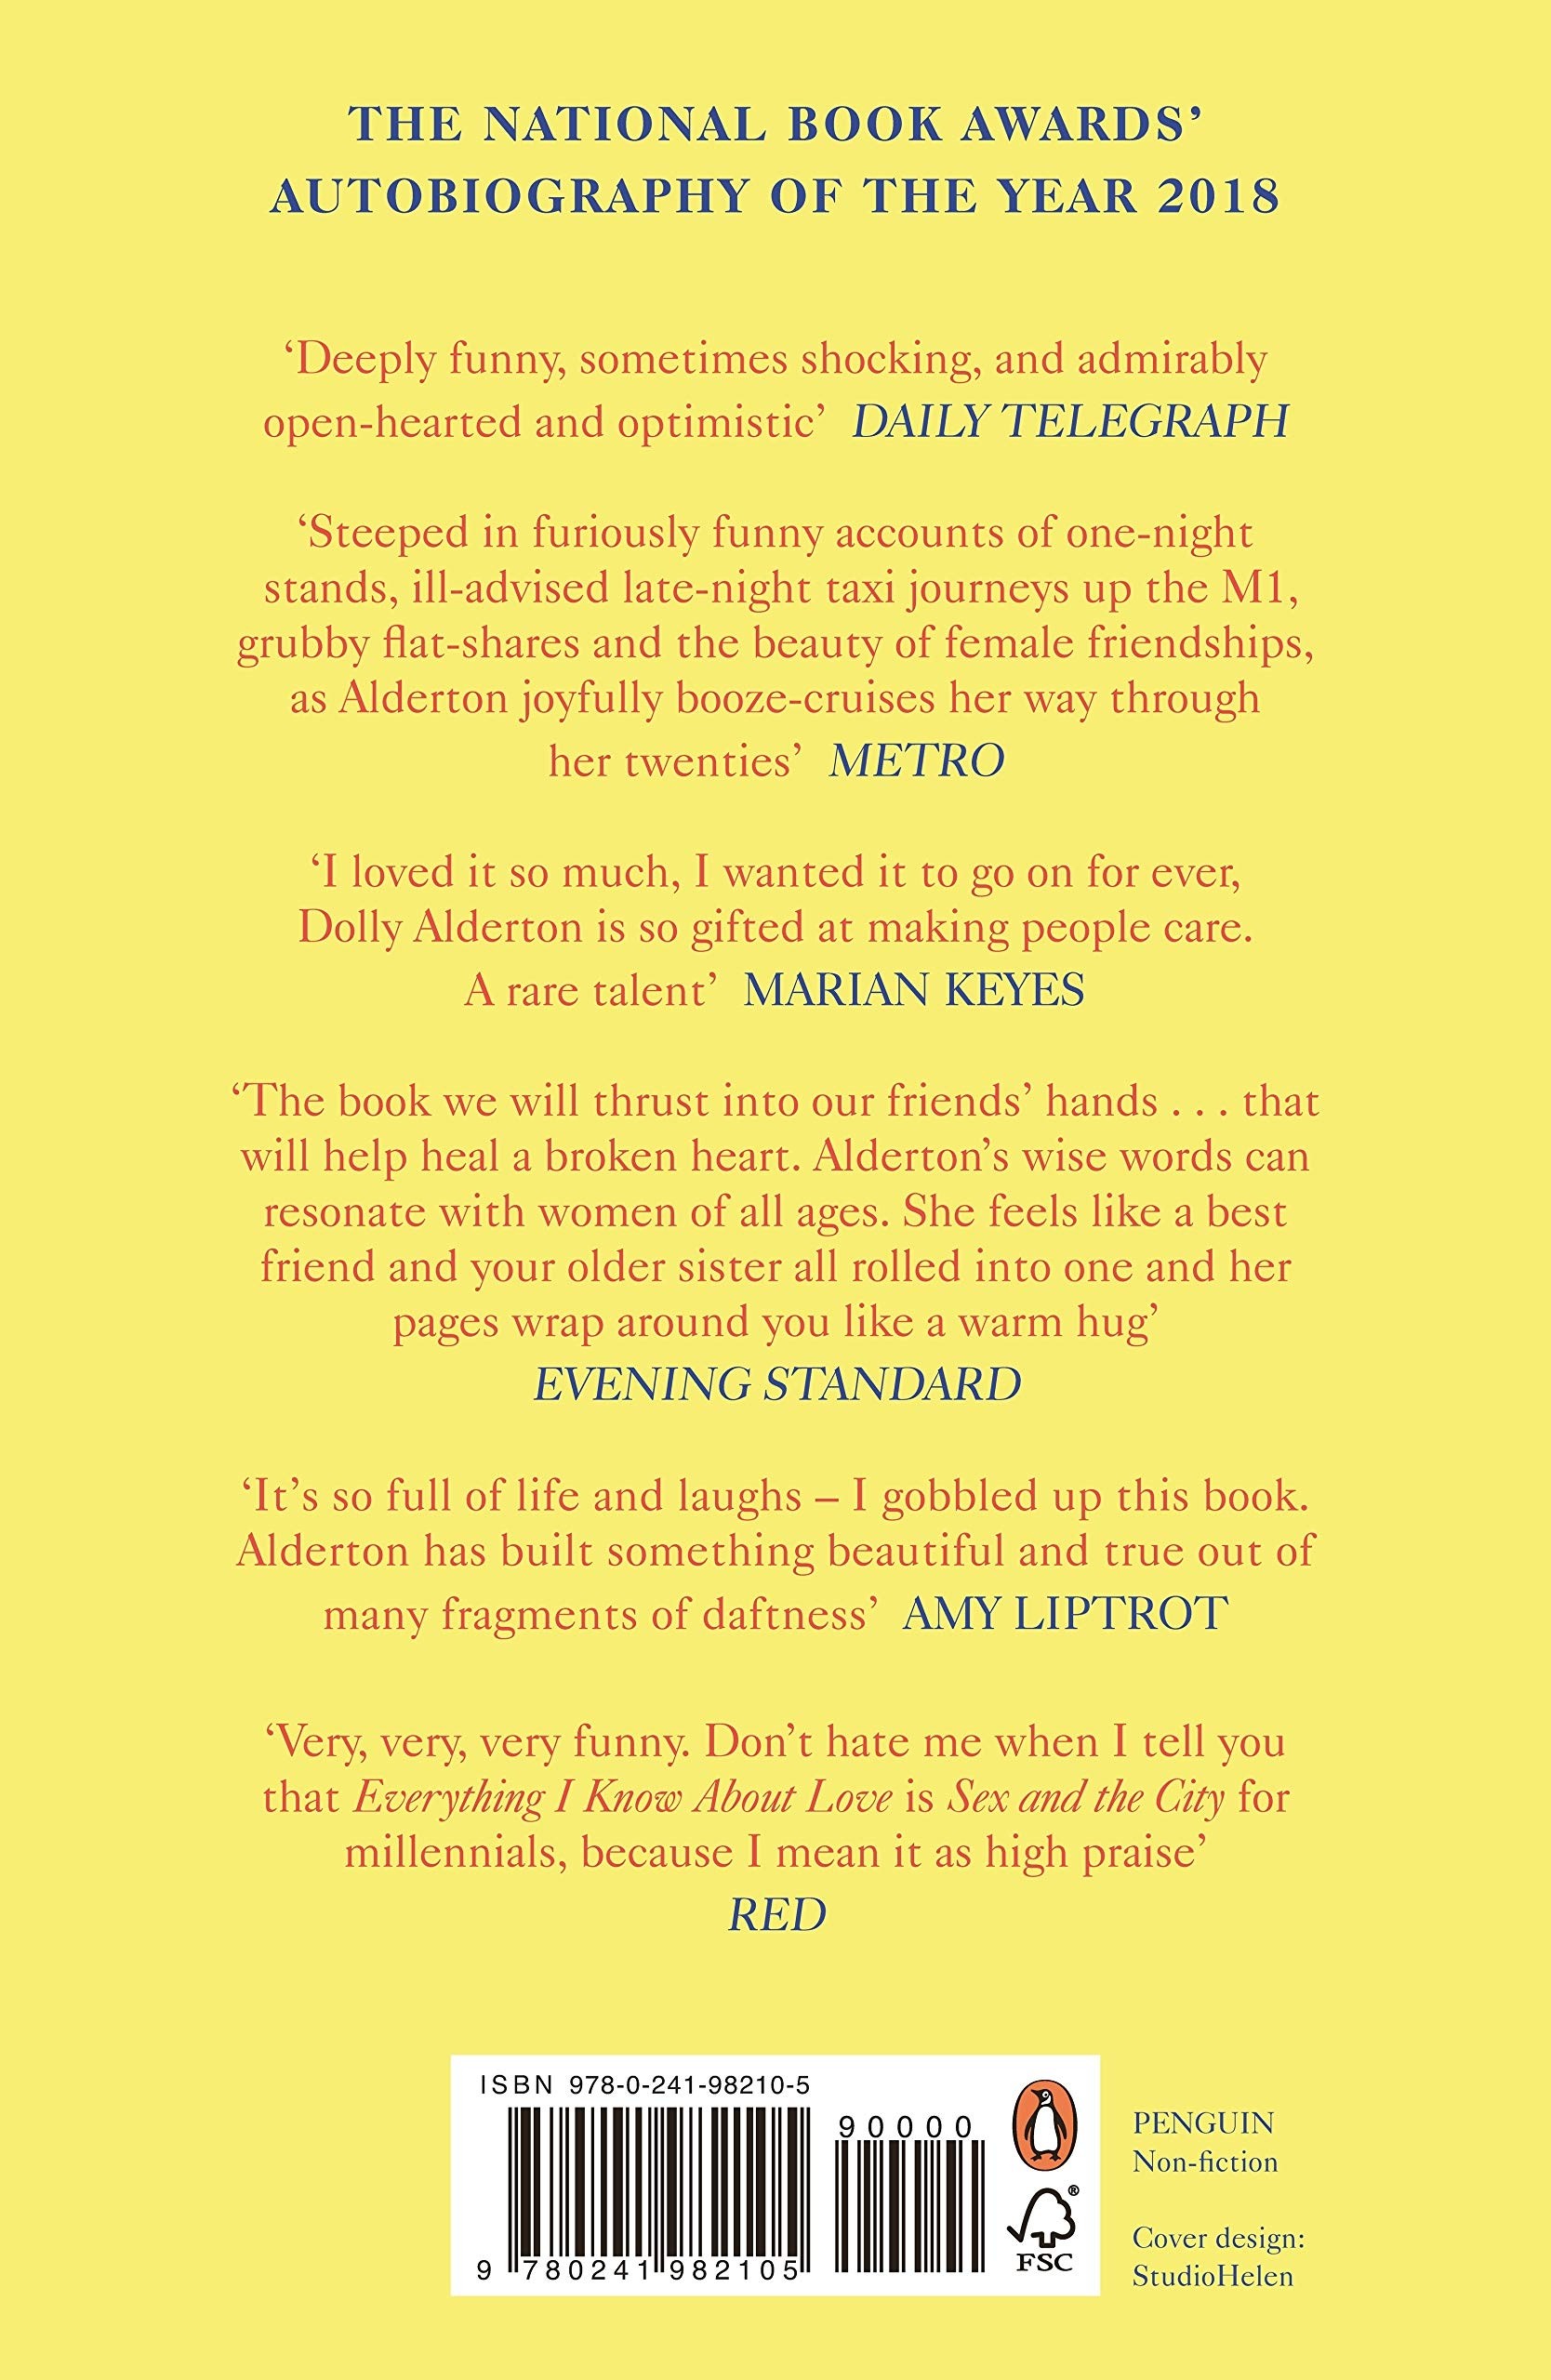 THE NATIONAL BOOK AWARDS’
AUTOBIOGRAPHY OF THE YEAR 2018
‘Deeply funny, sometimes shocking, and admirably
open-hearted and optimistic’ DAILY TELEGRAPH
‘Steeped in furiously funny accounts of one-night
stands, ill-advised late-night taxi journeys up the M1,
grubby flat-shares and the beauty of female friendships,
as Alderton joyfully booze-cruises her way through
her twenties’ METRO
‘I loved it so much, I wanted it to go on for ever,
Dolly Alderton is so gifted at making people care.
A rare talent’ MARIAN KEYES
‘The book we will thrust into our friends’ hands . . . that
will help heal a broken heart. Alderton’s wise words can
resonate with women of all ages. She feels like a best
friend and your older sister all rolled into one and her
pages wrap around you like a warm hug’
EVENING STANDARD
‘It’s so full of life and laughs – I gobbled up this book.
Alderton has built something beautiful and true out of
many fragments of daftness’ AMY LIPTROT
‘Very, very, very funny. Don’t hate me when I tell you
that Everything I Know About Love is Sex and the City for
millennials, because I mean it as high praise’
RED
ISBN 978-0-241-98210-5
90000
9 780241 982105
®
FSC
PENGUIN
Non-fiction
Cover design:
StudioHelen